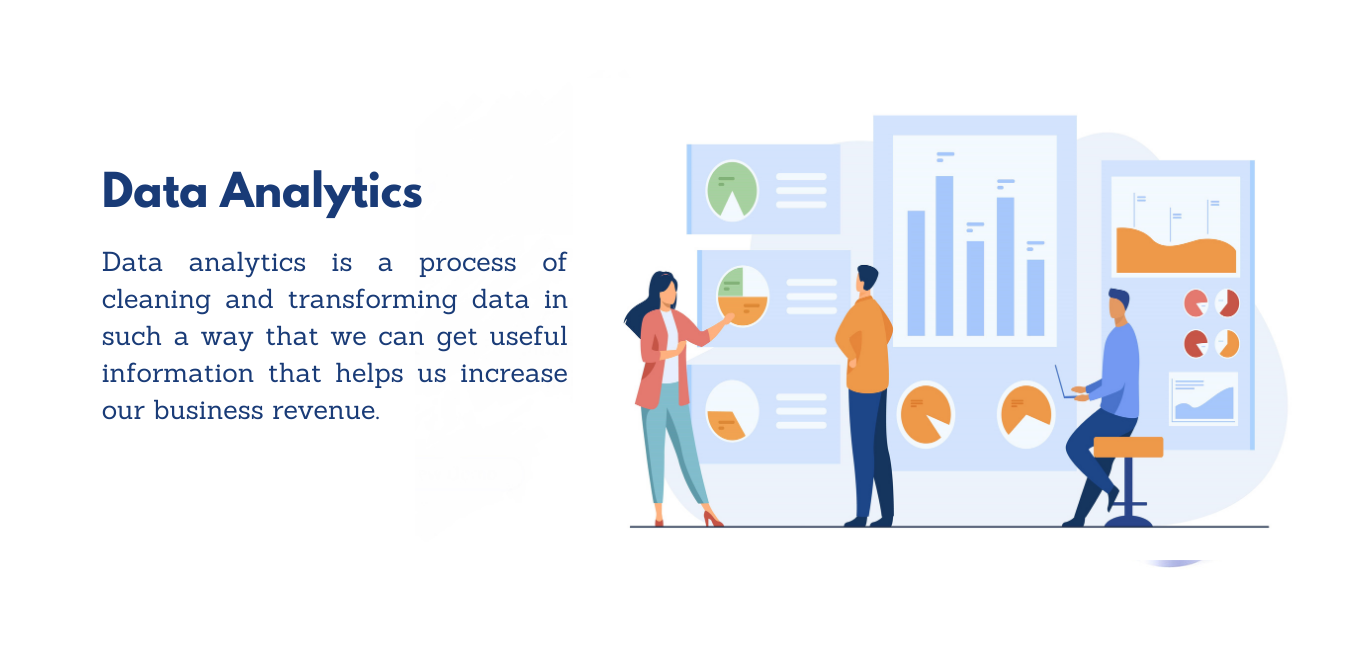 Data Analytics
Data analytics is a process of
cleaning and transforming data in
such a way that we can get useful
information that helps us increase
our business revenue.